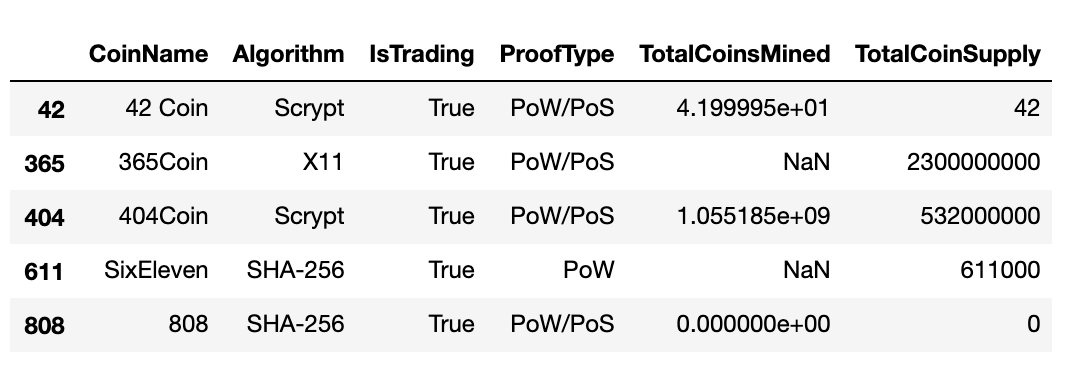 CoinName Algorithm IsTrading ProofType TotalCoinsMined TotalCoinSupply
42 42 Coin Scrypt True PoW/PoS 4.199995e+01 42
365 365Coin X11 True PoW/PoS NaN 2300000000
404 404Coin Scrypt True PoW/PoS 1.055185e+09 532000000
611 SixEleven SHA-256 True PoW NaN 611000
808 808 SHA-256 True PoW/PoS 0.000000e+00 0